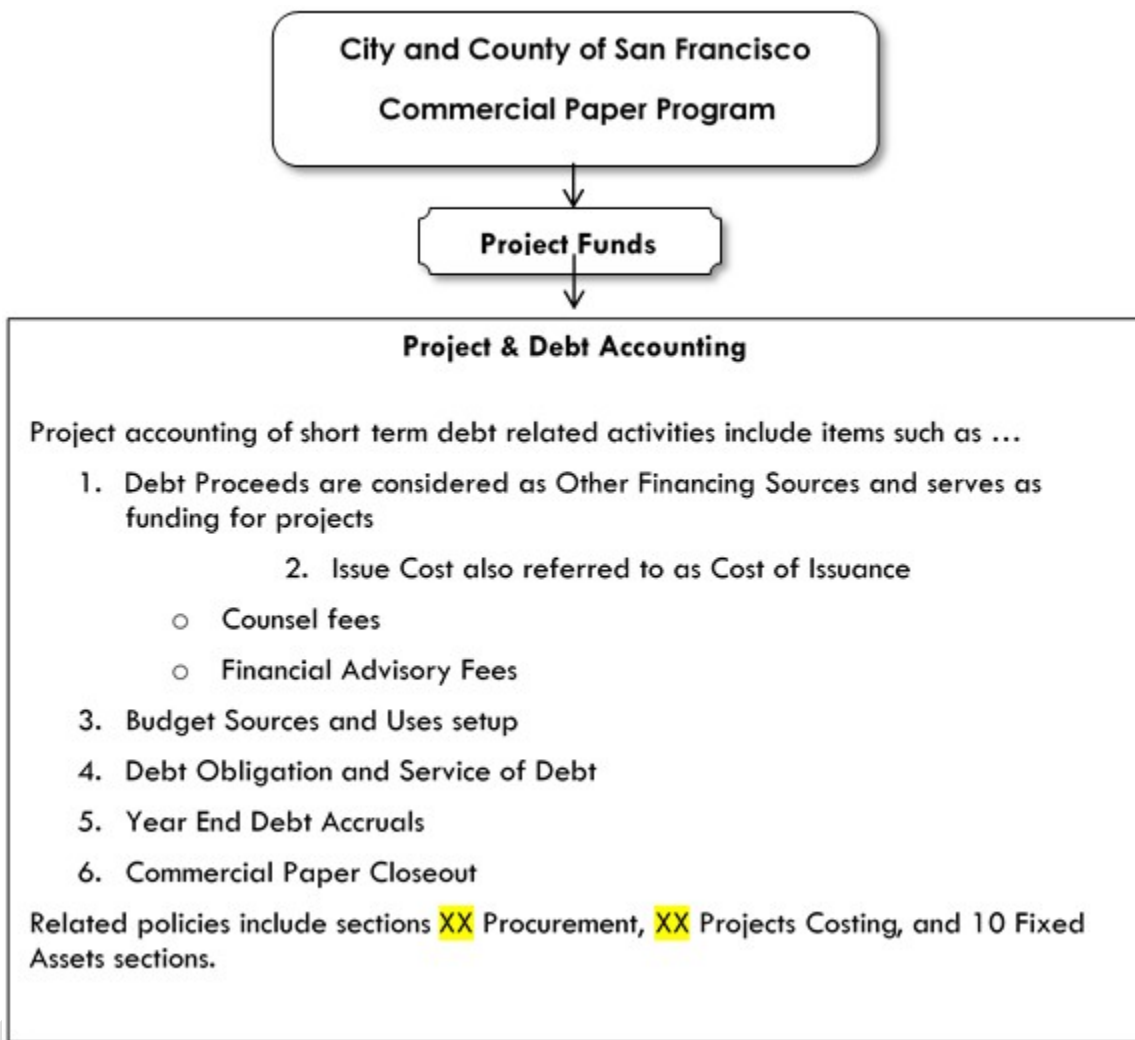 City and County of San Francisco
Commercial Paper Program
Project Funds
Project & Debt Accounting
Project accounting of short term debt related activities include items such as …
1. Debt Proceeds are considered as Other Financing Sources and serves as
funding for projects
2. Issue Cost also referred to as Cost of Issuance
o Counsel fees
o Financial Advisory Fees
3. Budget Sources and Uses setup
4. Debt Obligation and Service of Debt
5. Year End Debt Accruals
6. Commercial Paper Closeout
Related policies include sections XX Procurement, XX Projects Costing, and 10 Fixed
Assets sections.